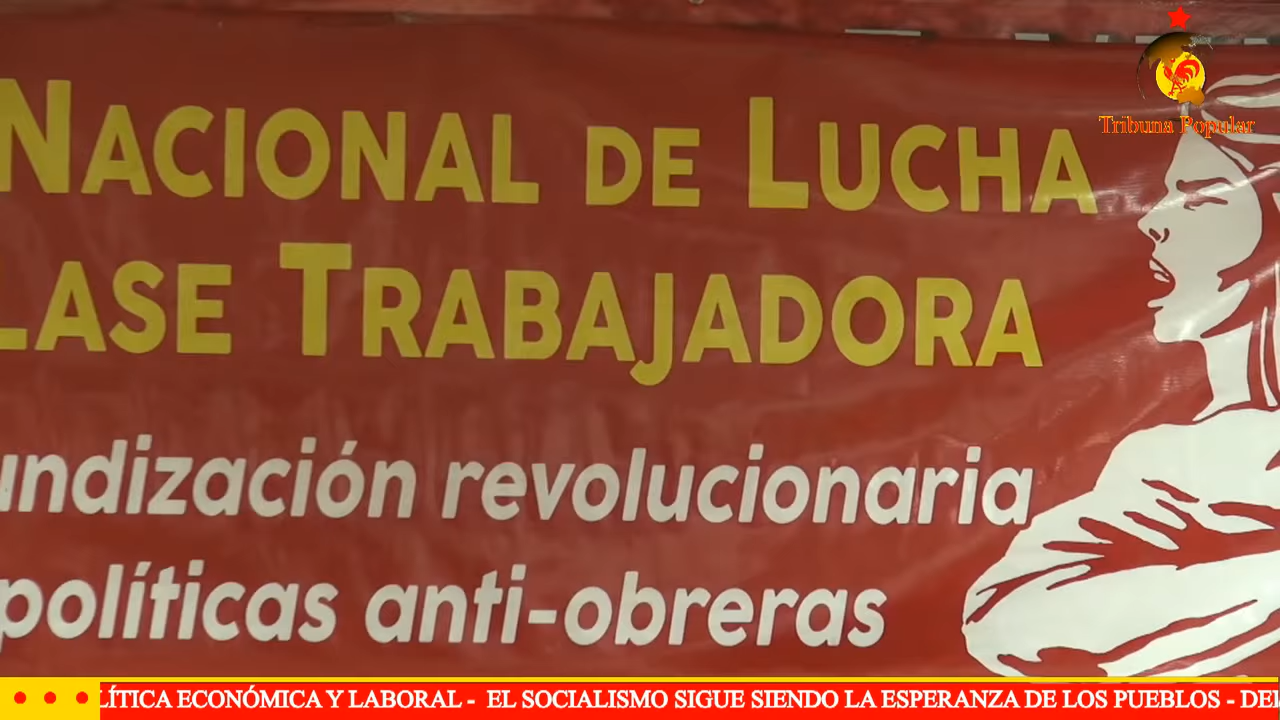 Tribuna Popular
NACIONAL DE LUCHA
LASE TRABAJADORA
undización revolucionaria
políticas anti-obreras
LÍTICA ECONÓMICA Y LABORAL - EL SOCIALISMO SIGUE SIENDO LA ESPERANZA DE LOS PUEBLOS - DE